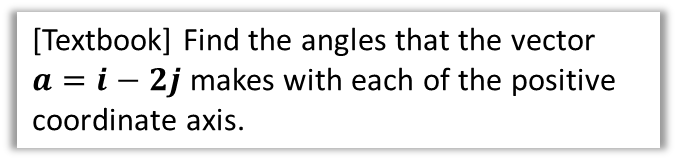 [Textbook] Find the angles that the vector
a = i − 2j makes with each of the positive
coordinate axis.